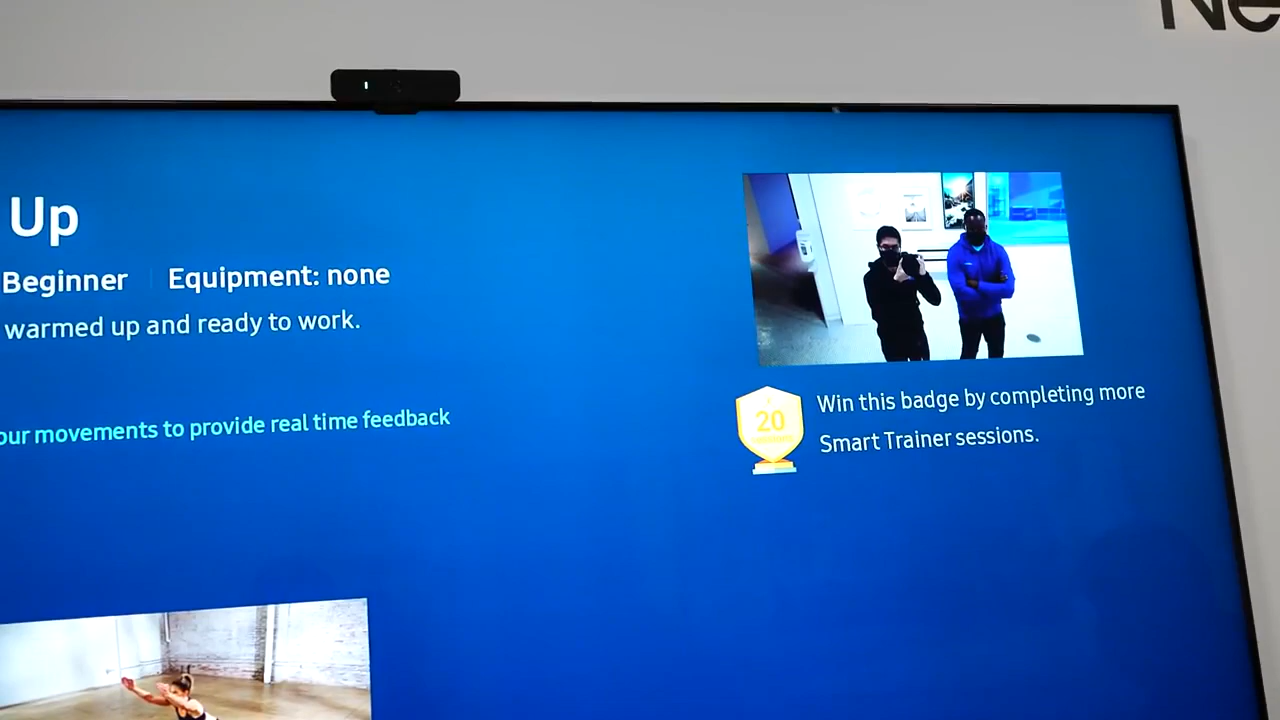 Ne
Up
Beginner | Equipment: none
warmed up and ready to work.
our movements to provide real time feedback
20
Win this badge by completing more
Smart Trainer sessions.